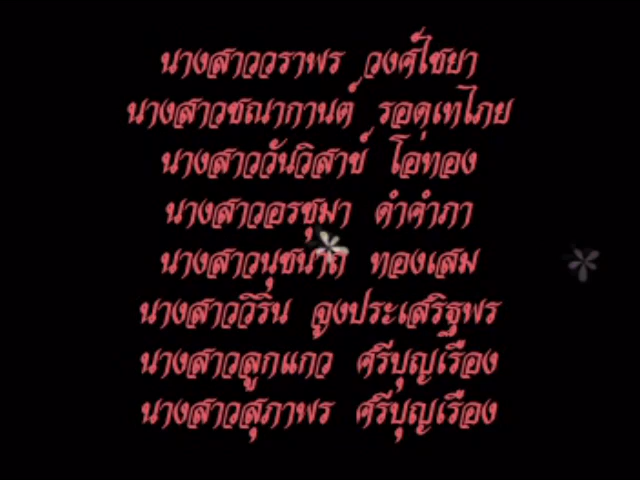 นางสาววราพร วงศ์ไชยา
นางสาวชณากานต์ รอดุเทไภย
นางสาววันวิสาข์ โอ่ทอง
นางสาวอรชุมา ดำคำภา
นางสาวนุชนาถ ทองเสม
นางสาววิริน จูงประเสริฐพร
นางสาวลูกแกว ศรีบุญเรือง
นางสาวสุภาพร ศรีบุญเรือง